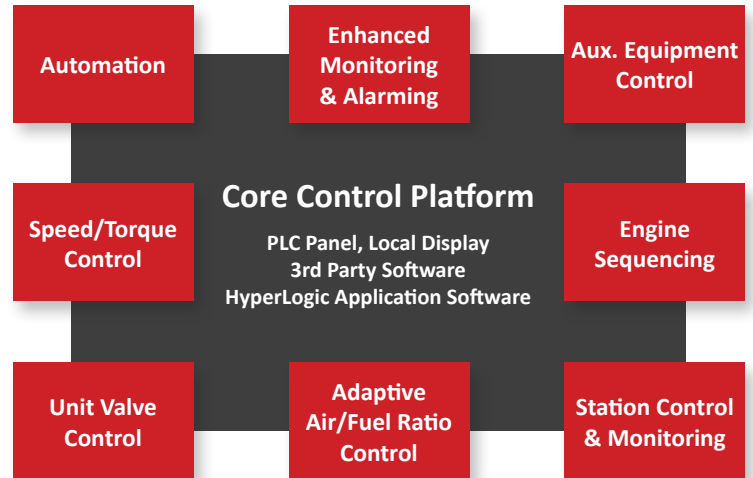 Automation
Enhanced
Monitoring
& Alarming
Aux. Equipment
Control
Speed/Torque
Control
Core Control Platform
PLC Panel, Local Display
3rd Party Software
HyperLogic Application Software
Engine
Sequencing
Unit Valve
Control
Adaptive
Air/Fuel Ratio
Control
Station Control
& Monitoring